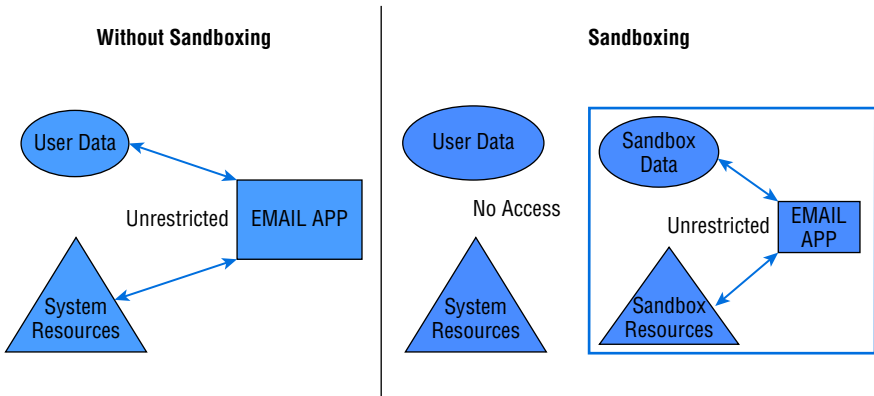 Without Sandboxing
User Data
Unrestricted
EMAIL APP
System
Resources
Sandboxing
User Data
No Access
System
Resources
Sandbox
Data
Unrestricted
EMAIL
APP
Sandbox
Resources